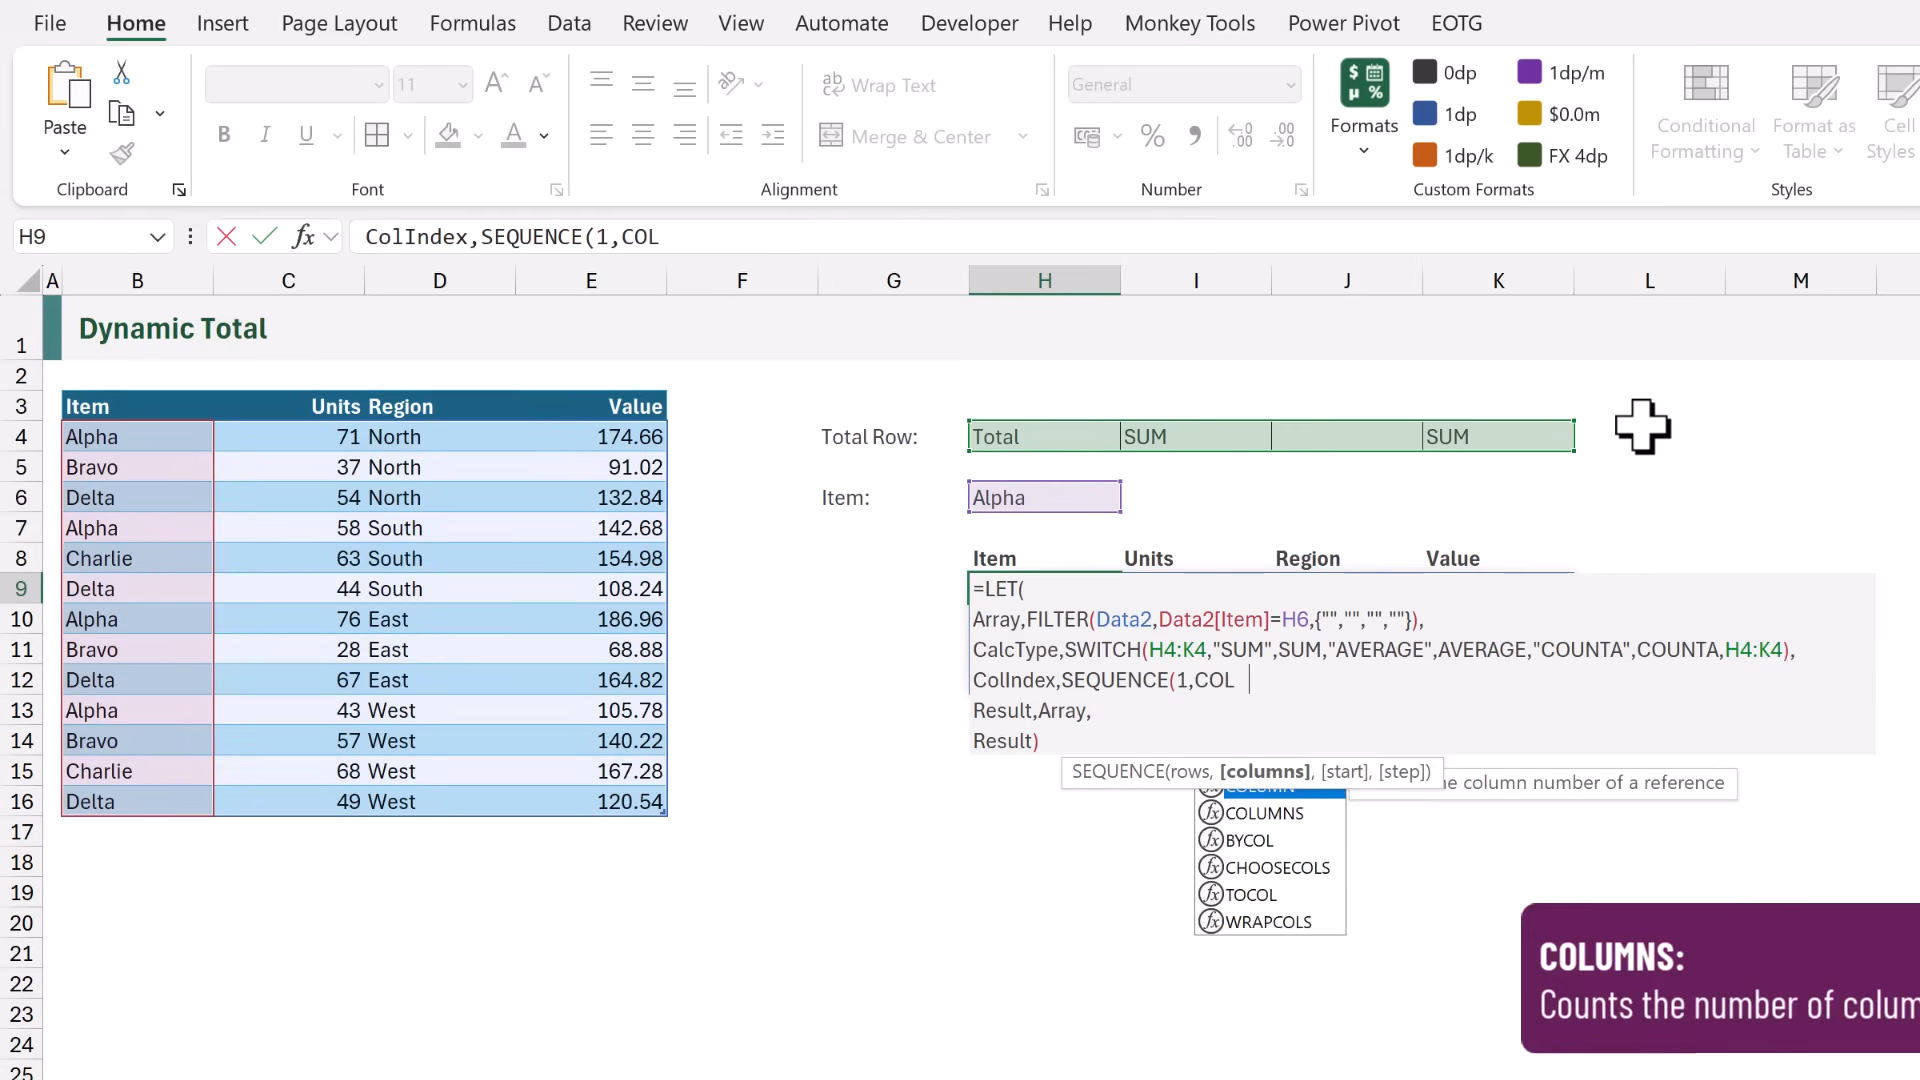 File Home Insert Page Layout Formulas Data Review View Automate Developer Help Monkey Tools Power Pivot EOTG
Paste
Clipboard
11
B I U
Font
ab Wrap Text
Merge & Center
Alignment
General
% .00
Number
Formats
0dp 1dp/m
1dp $0.0m
1dp/k FX 4dp
Custom Formats
Conditional Formatting
Format as Table
Cell Styles
Styles
H9 fx ColIndex,SEQUENCE(1,COL
A B C D E F G H I J K L M
1 Dynamic Total
2
3 Item Units Region Value
4 Alpha 71 North 174.66 Total Row: Total SUM SUM
5 Bravo 37 North 91.02
6 Delta 54 North 132.84 Item: Alpha
7 Alpha 58 South 142.68
8 Charlie 63 South 154.98 Item Units Region Value
9 Delta 44 South 108.24 =LET(
10 Alpha 76 East 186.96 Array,FILTER(Data2,Data2[Item]=H6,{"","","",""}),
11 Bravo 28 East 68.88 CalcType,SWITCH(H4:K4,"SUM",SUM,"AVERAGE",AVERAGE,"COUNTA",COUNTA,H4:K4),
12 Delta 67 East 164.82 ColIndex,SEQUENCE(1,COL
13 Alpha 43 West 105.78 Result,Array,
14 Bravo 57 West 140.22 Result)
15 Charlie 68 West 167.28 SEQUENCE(rows, [columns], [start], [step]) column number of a reference
16 Delta 49 West 120.54 COLUMNS
17 BYCOL
18 CHOOSECOLS
19 TOCOL
20 WRAPCOLS
21
22
23
24
25
COLUMNS:
Counts the number of